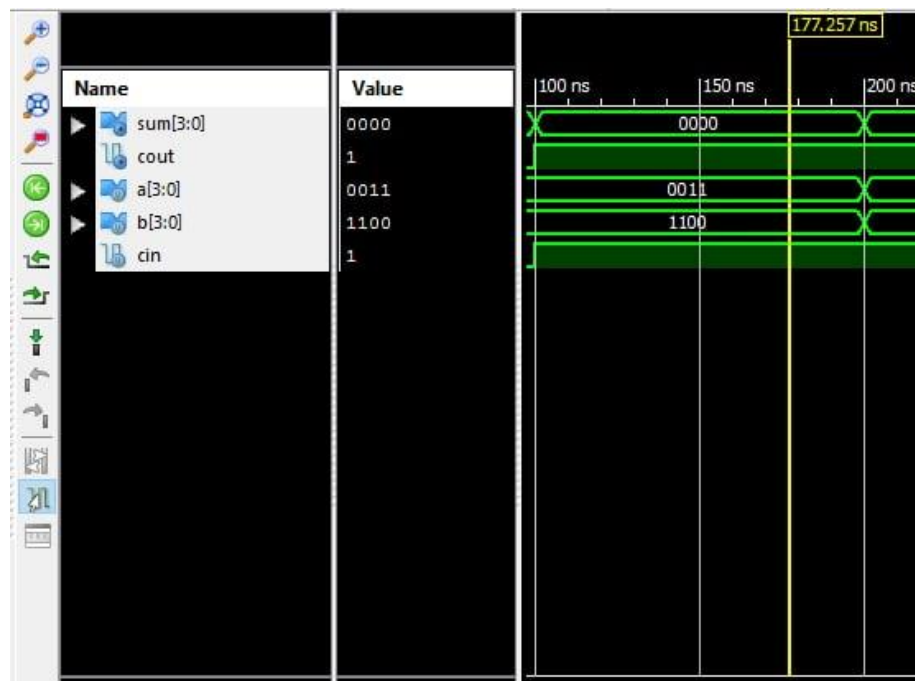 177.257 ns
Name Value
100 ns 150 ns 200 ns
sum[3:0] 0000 0000
cout 1
a[3:0] 0011 0011
b[3:0] 1100 1100
cin 1